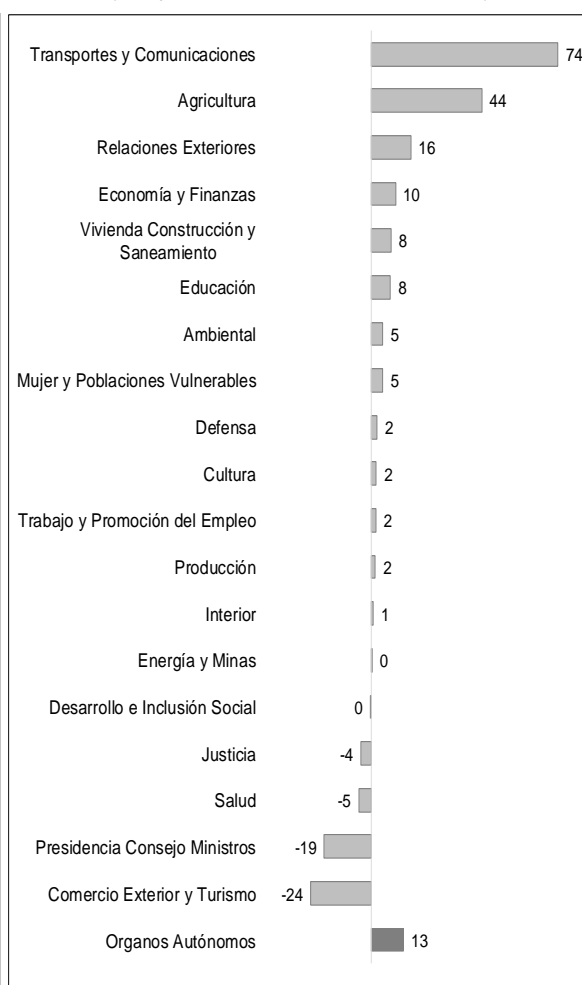 Transportes y Comunicaciones 74
Agricultura 44
Relaciones Exteriores 16
Economía y Finanzas 10
Vivienda Construcción y
Saneamiento 8
Educación 8
Ambiental 5
Mujer y Poblaciones Vulnerables 5
Defensa 2
Cultura 2
Trabajo y Promoción del Empleo 2
Producción 2
Interior 1
Energía y Minas 0
Desarrollo e Inclusión Social 0
Justicia -4
Salud -5
Presidencia Consejo Ministros -19
Comercio Exterior y Turismo -24
Organos Autónomos 13